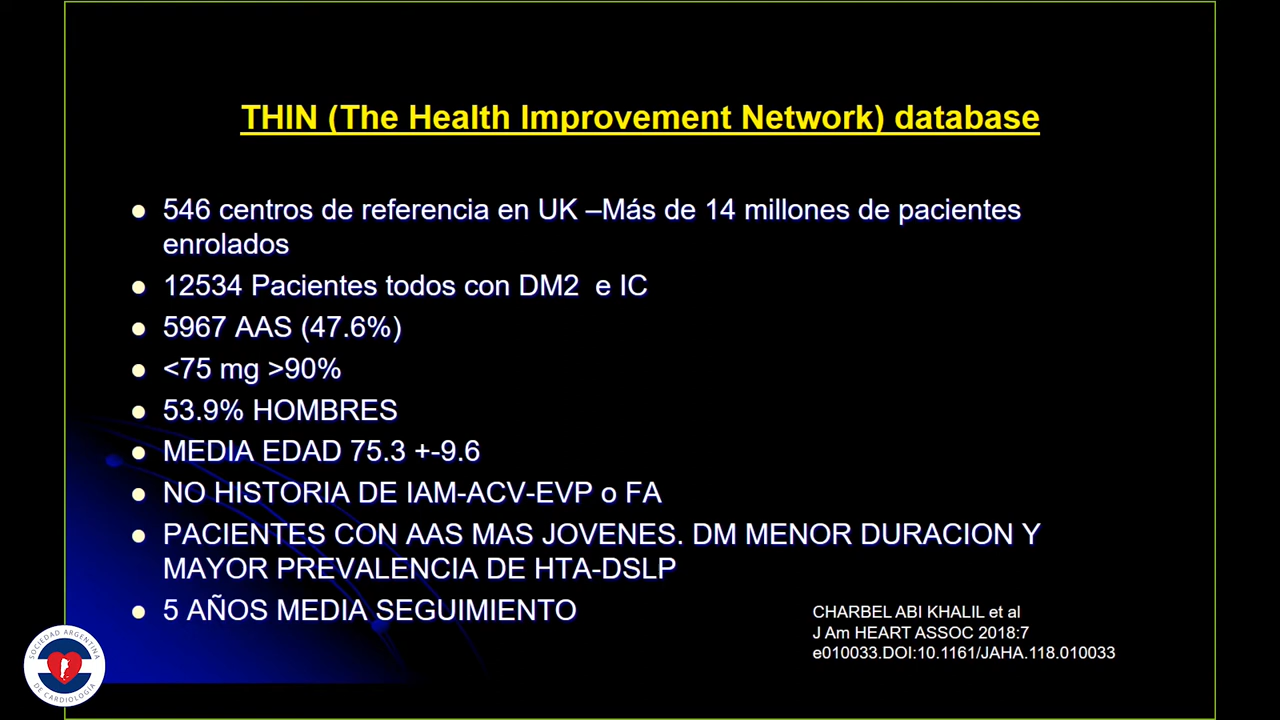 THIN (The Health Improvement Network) database
● 546 centros de referencia en UK –Más de 14 millones de pacientes
enrolados
● 12534 Pacientes todos con DM2  e IC
● 5967 AAS (47.6%)
● <75 mg >90%
● 53.9% HOMBRES
● MEDIA EDAD 75.3 +-9.6
● NO HISTORIA DE IAM-ACV-EVP o FA
● PACIENTES CON AAS MAS JOVENES. DM MENOR DURACION Y
MAYOR PREVALENCIA DE HTA-DSLP
● 5 AÑOS MEDIA SEGUIMIENTO
CHARBEL ABI KHALIL et al
J Am HEART ASSOC 2018:7
e010033.DOI:10.1161/JAHA.118.010033
SOCIEDAD ARGENTINA
DE CARDIOLOGÍA